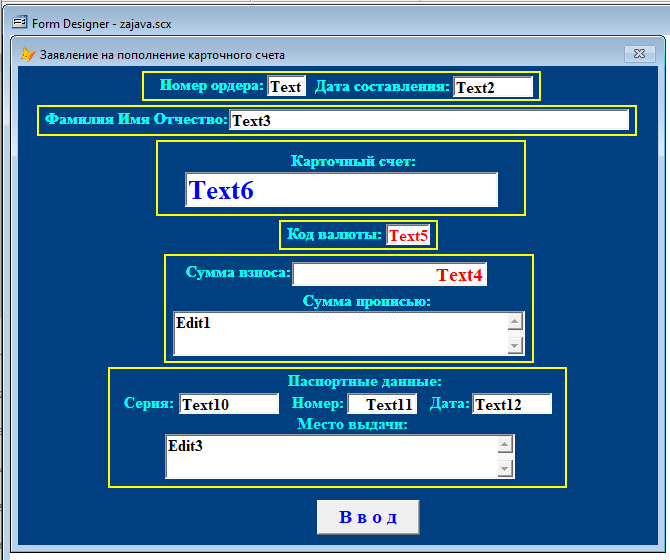 Form Designer - zajava.scx
Заявление на пополнение карточного счета
Номер ордера: Text Дата составления: Text2
Фамилия Имя Отчество: Text3
Карточный счет:
Text6
Код валюты: Text5
Сумма взноса: Text4
Сумма прописью:
Edit1
Паспортные данные:
Серия: Text10 Номер: Text11 Дата: Text12
Место выдачи:
Edit3
В в о д